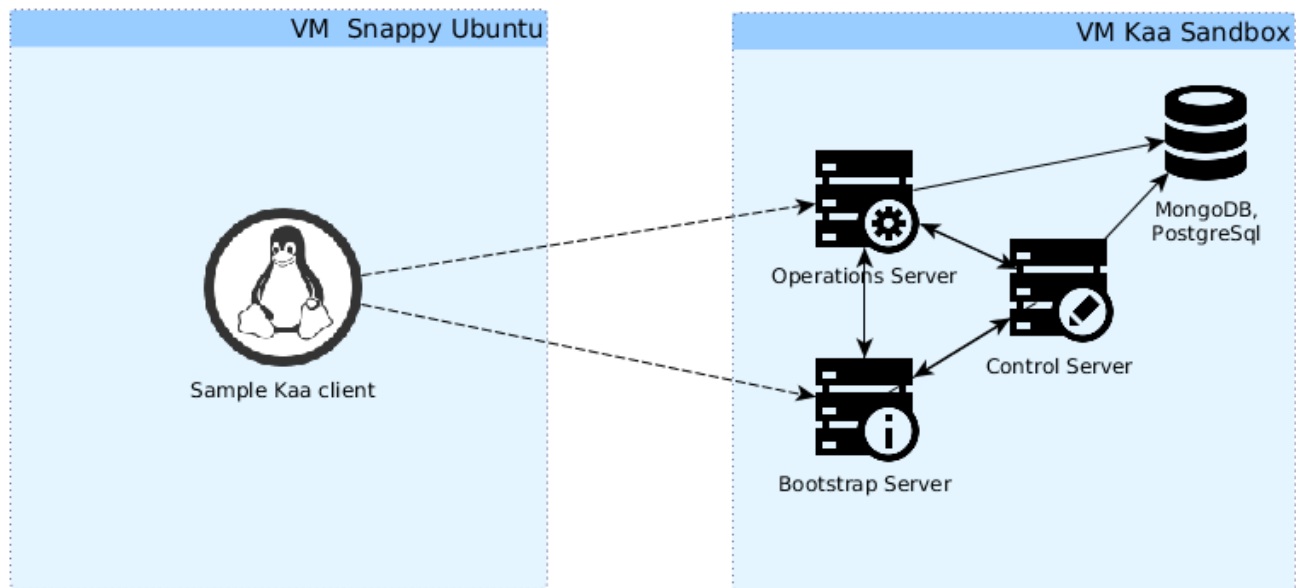 VM  Snappy Ubuntu
VM Kaa Sandbox
MongoDB,
PostgreSql
Operations Server
Control Server
Sample Kaa client
Bootstrap Server